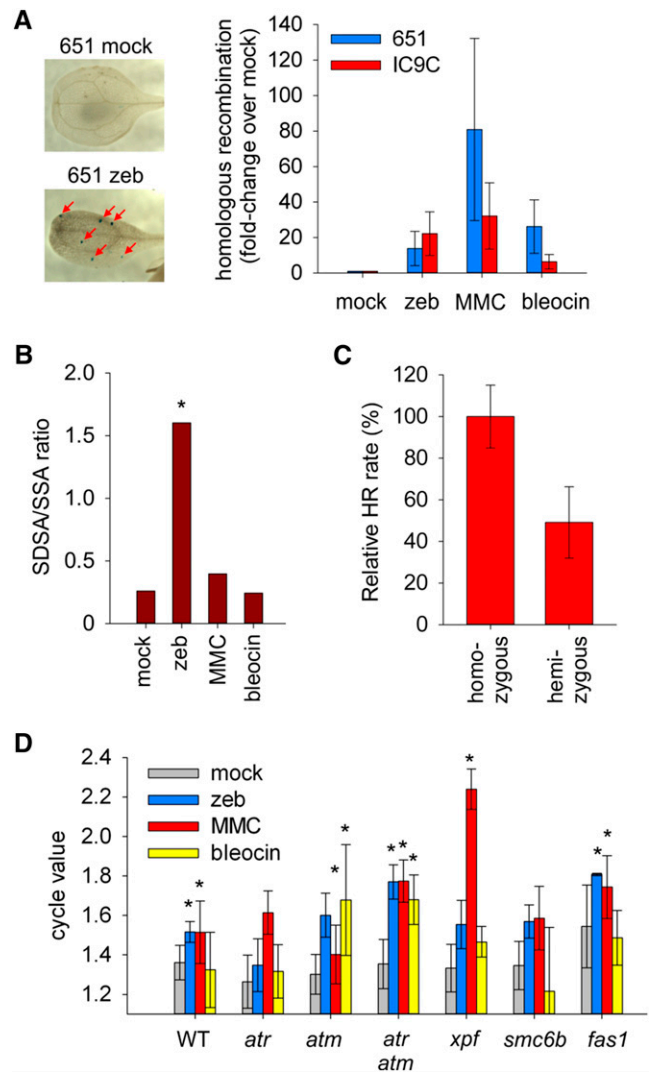 A
651 mock
651 zeb
homologous recombination
(fold-change over mock)
140
120
100
80
60
40
20
0
651
IC9C
mock
zeb
MMC
bleocin
B
SDSA/SSA ratio
2.0
1.5
1.0
0.5
0
*
mock
zeb
MMC
bleocin
C
Relative HR rate (%)
120
100
80
60
40
20
0
homo-
zygous
hemi-
zygous
D
cycle value
2.4
2.2
2.0
1.8
1.6
1.4
1.2
mock
zeb
MMC
bleocin
* *
* *
* * *
*
* *
WT
atr
atm
atr
atm
xpf
smc6b
fas1